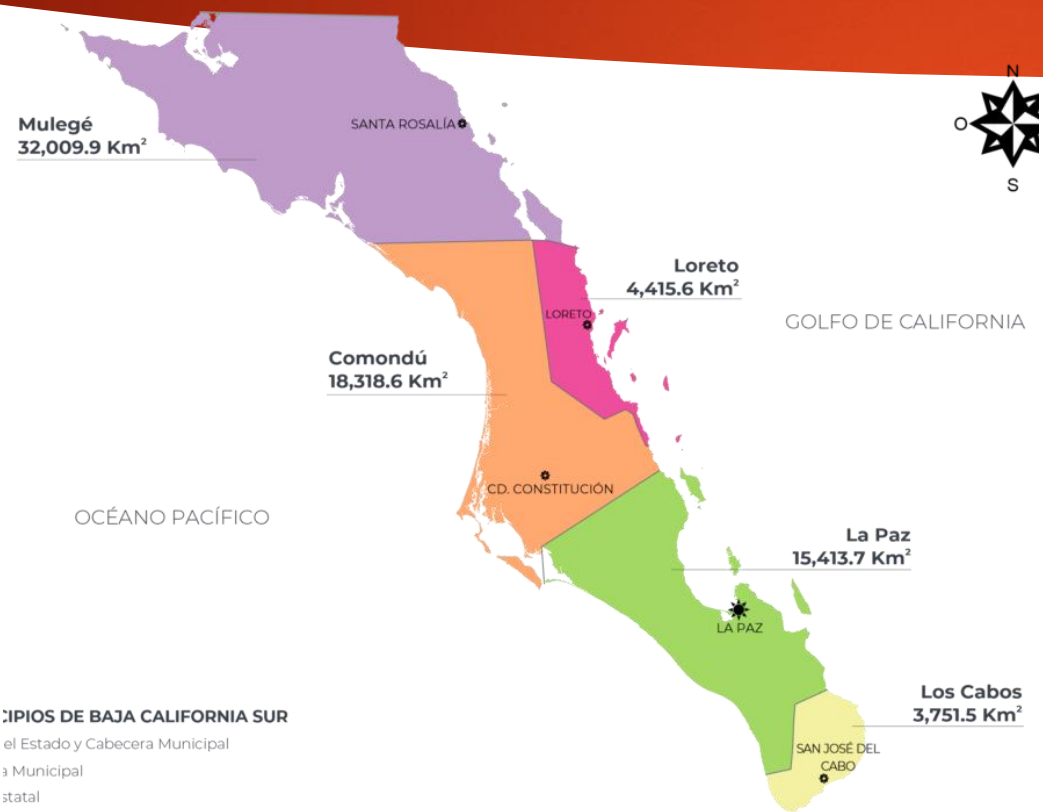 N
O
S
Mulegé
32,009.9 Km²
SANTA ROSALÍA
Loreto
4,415.6 Km²
LORETO
GOLFO DE CALIFORNIA
Comondú
18,318.6 Km²
CD. CONSTITUCIÓN
OCÉANO PACÍFICO
La Paz
15,413.7 Km²
LA PAZ
Los Cabos
3,751.5 Km²
SAN JOSÉ DEL
CABO
CIPIOS DE BAJA CALIFORNIA SUR
el Estado y Cabecera Municipal
a Municipal
statal